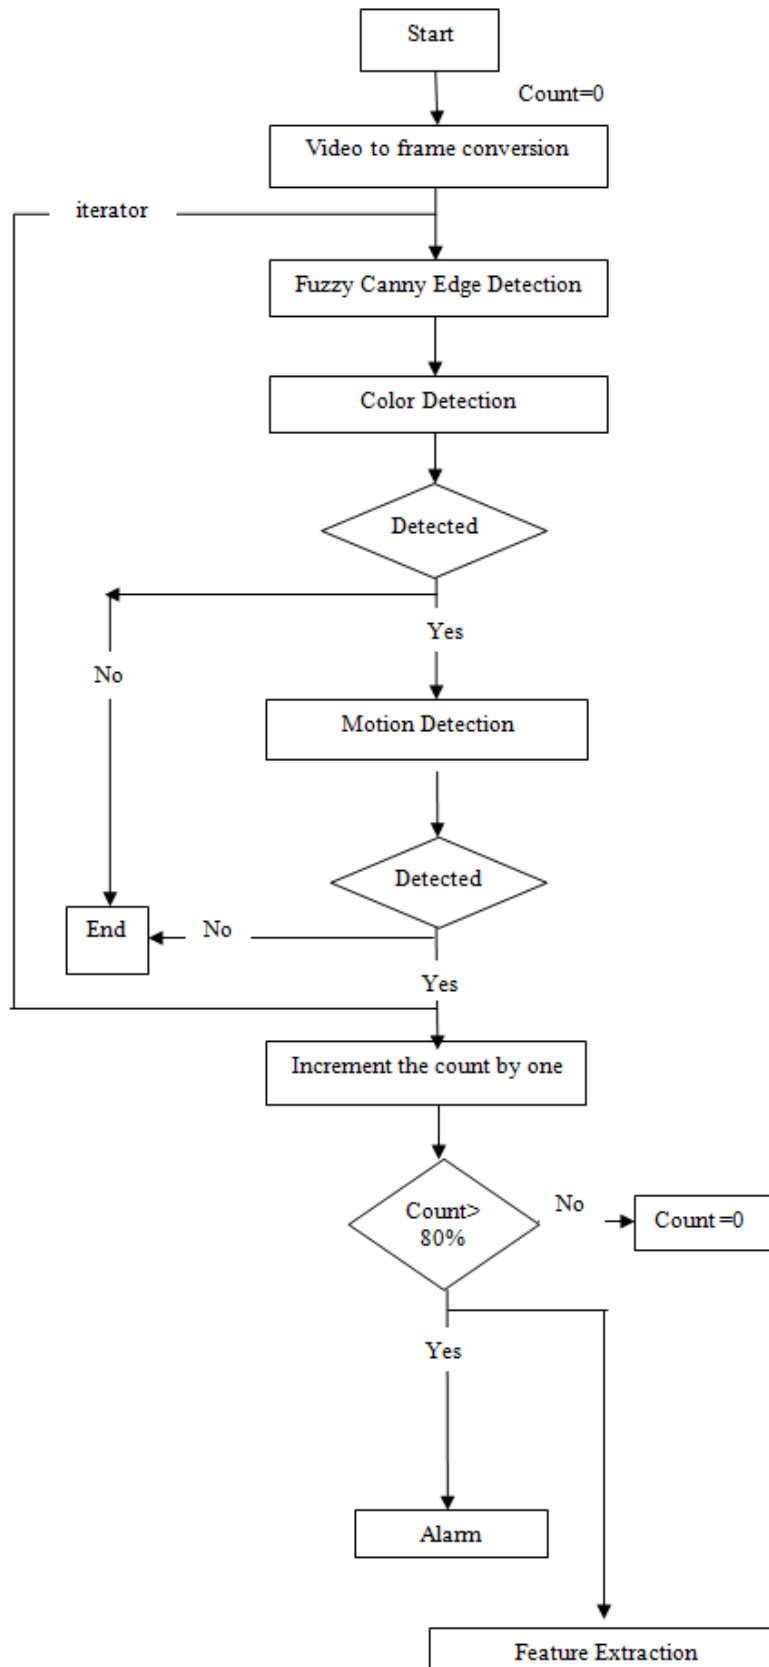 Start
Count=0
Video to frame conversion
iterator
Fuzzy Canny Edge Detection
Color Detection
Detected
Yes
No
Motion Detection
Detected
End
No
Yes
Increment the count by one
Count>
80%
No
Count=0
Yes
Alarm
Feature Extraction